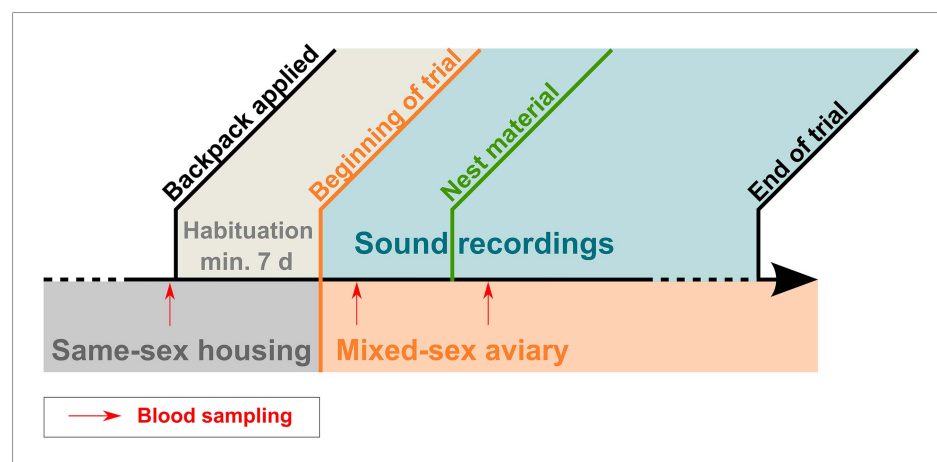 Backpack applied
Beginning of trial
Nest material
End of trial
Habituation
min. 7 d
Sound recordings
Same-sex housing
Mixed-sex aviary
Blood sampling